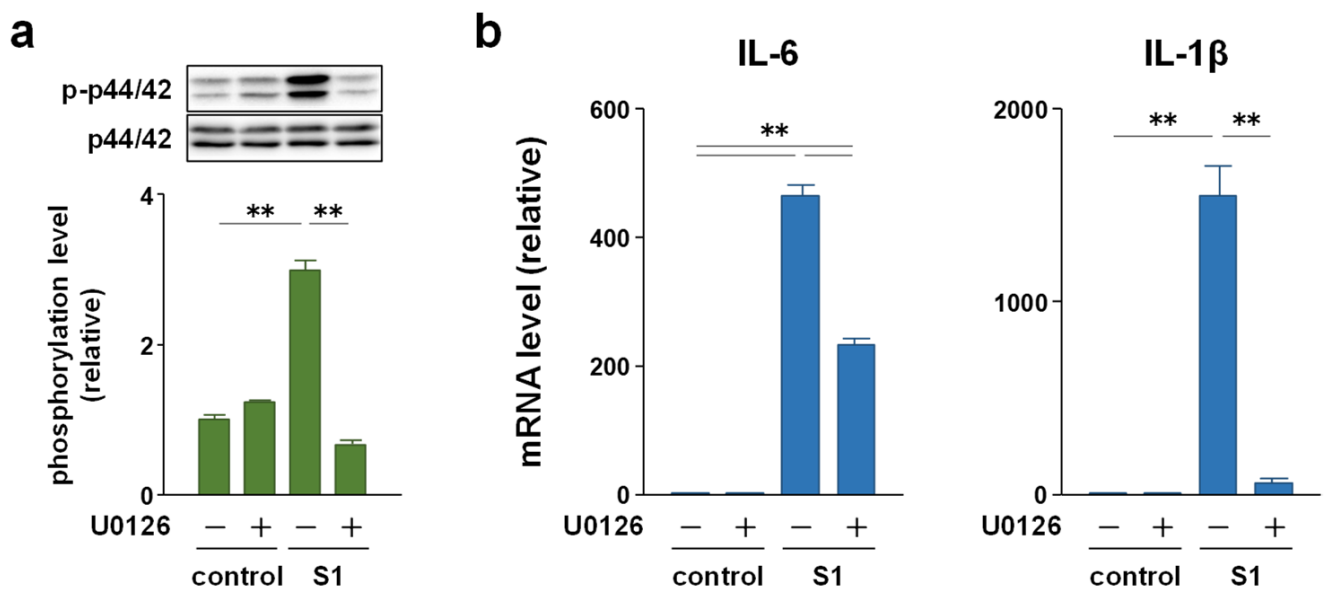 a
p-p44/42
p44/42
phosphorylation level
(relative)
4
2
0
** **
U0126 − + − +
control S1
b
IL-6
mRNA level (relative)
600
400
200
0
**
U0126 − + − +
control S1
IL-1β
2000
1000
0
** **
U0126 − + − +
control S1